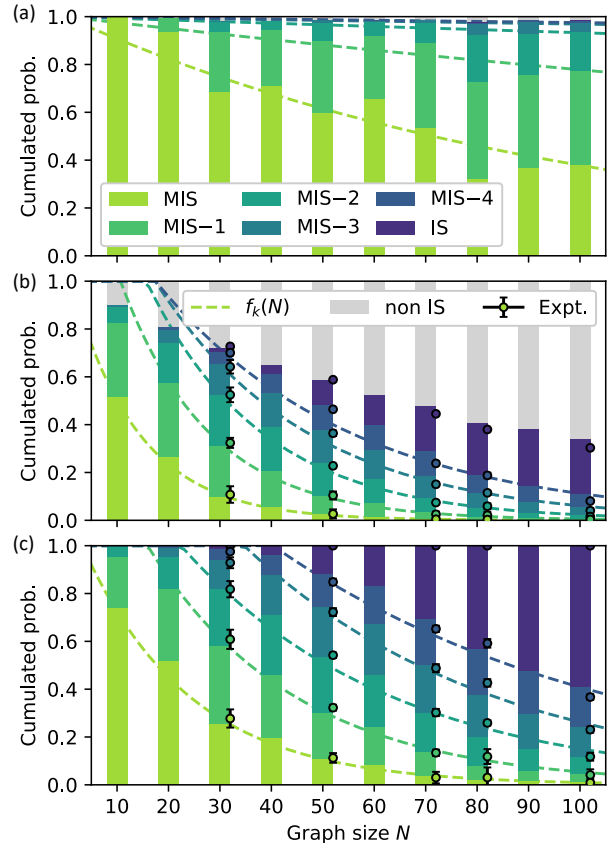 (a)
1.0
0.8
0.6
0.4
0.2
0.0
Cumulated prob.
MIS
MIS−2
MIS−4
MIS−1
MIS−3
IS
(b)
1.0
0.8
0.6
0.4
0.2
0.0
Cumulated prob.
f_k(N)
non IS
Expt.
(c)
1.0
0.8
0.6
0.4
0.2
0.0
Cumulated prob.
10 20 30 40 50 60 70 80 90 100
Graph size N